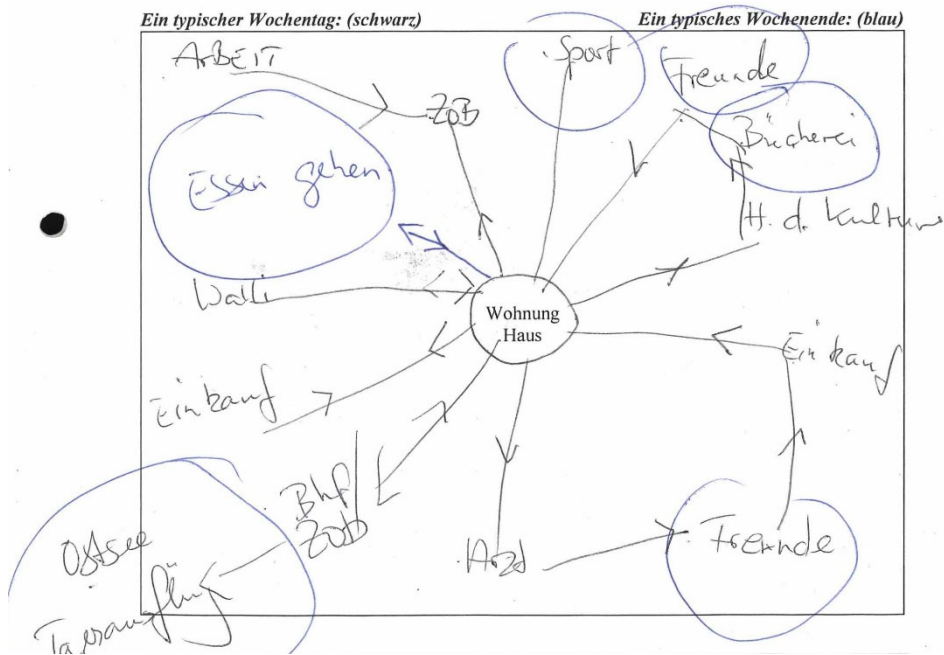 Ein typischer Wochentag: (schwarz)
Ein typisches Wochenende: (blau)
ARBEIT
ZOB
Sport
Freunde
Bücherei
Essen gehen
H. d. Kulturen
Wohnung
Haus
Einkauf
Einkauf
Bhf/
ZOB
Arzt
Freunde
Ostsee
Tagesausflug